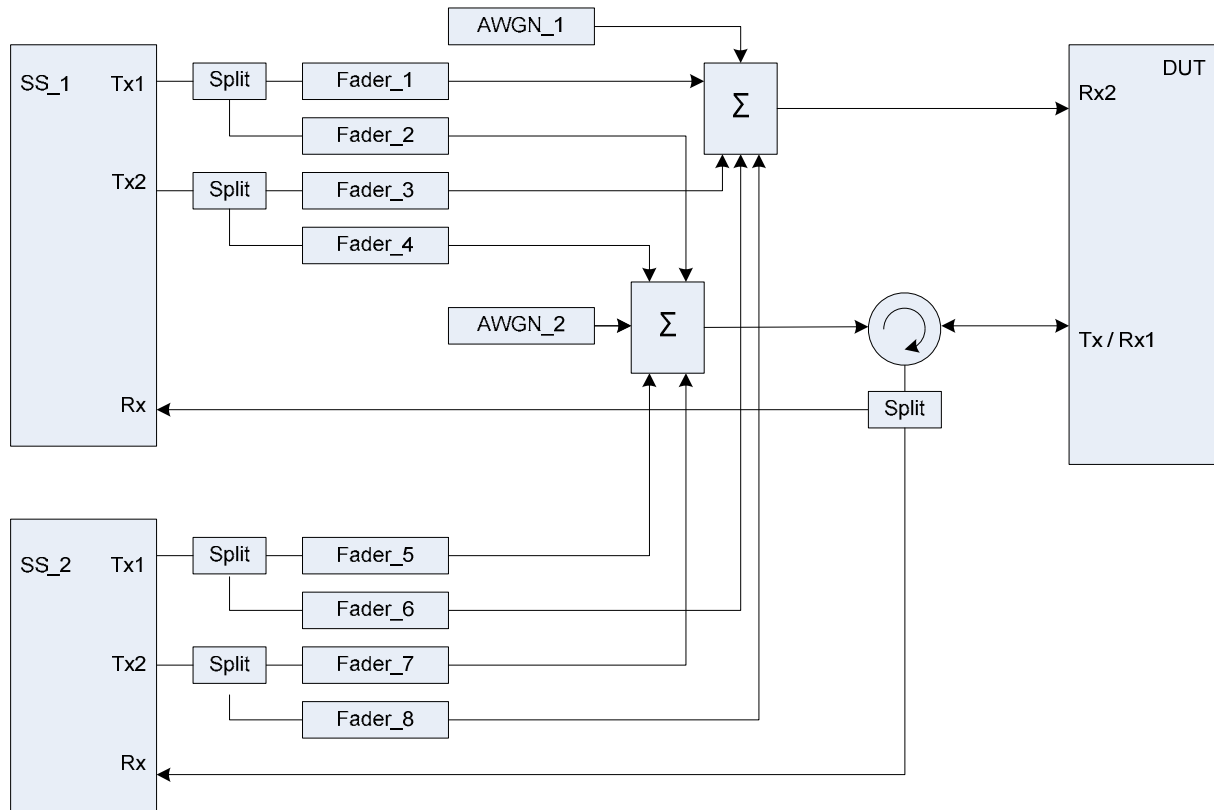 AWGN_1
SS_1
Tx1
Split
Fader_1
Σ
DUT
Rx2
Fader_2
Tx2
Split
Fader_3
Fader_4
AWGN_2
Σ
Tx / Rx1
Rx
Split
SS_2
Tx1
Split
Fader_5
Fader_6
Tx2
Split
Fader_7
Fader_8
Rx